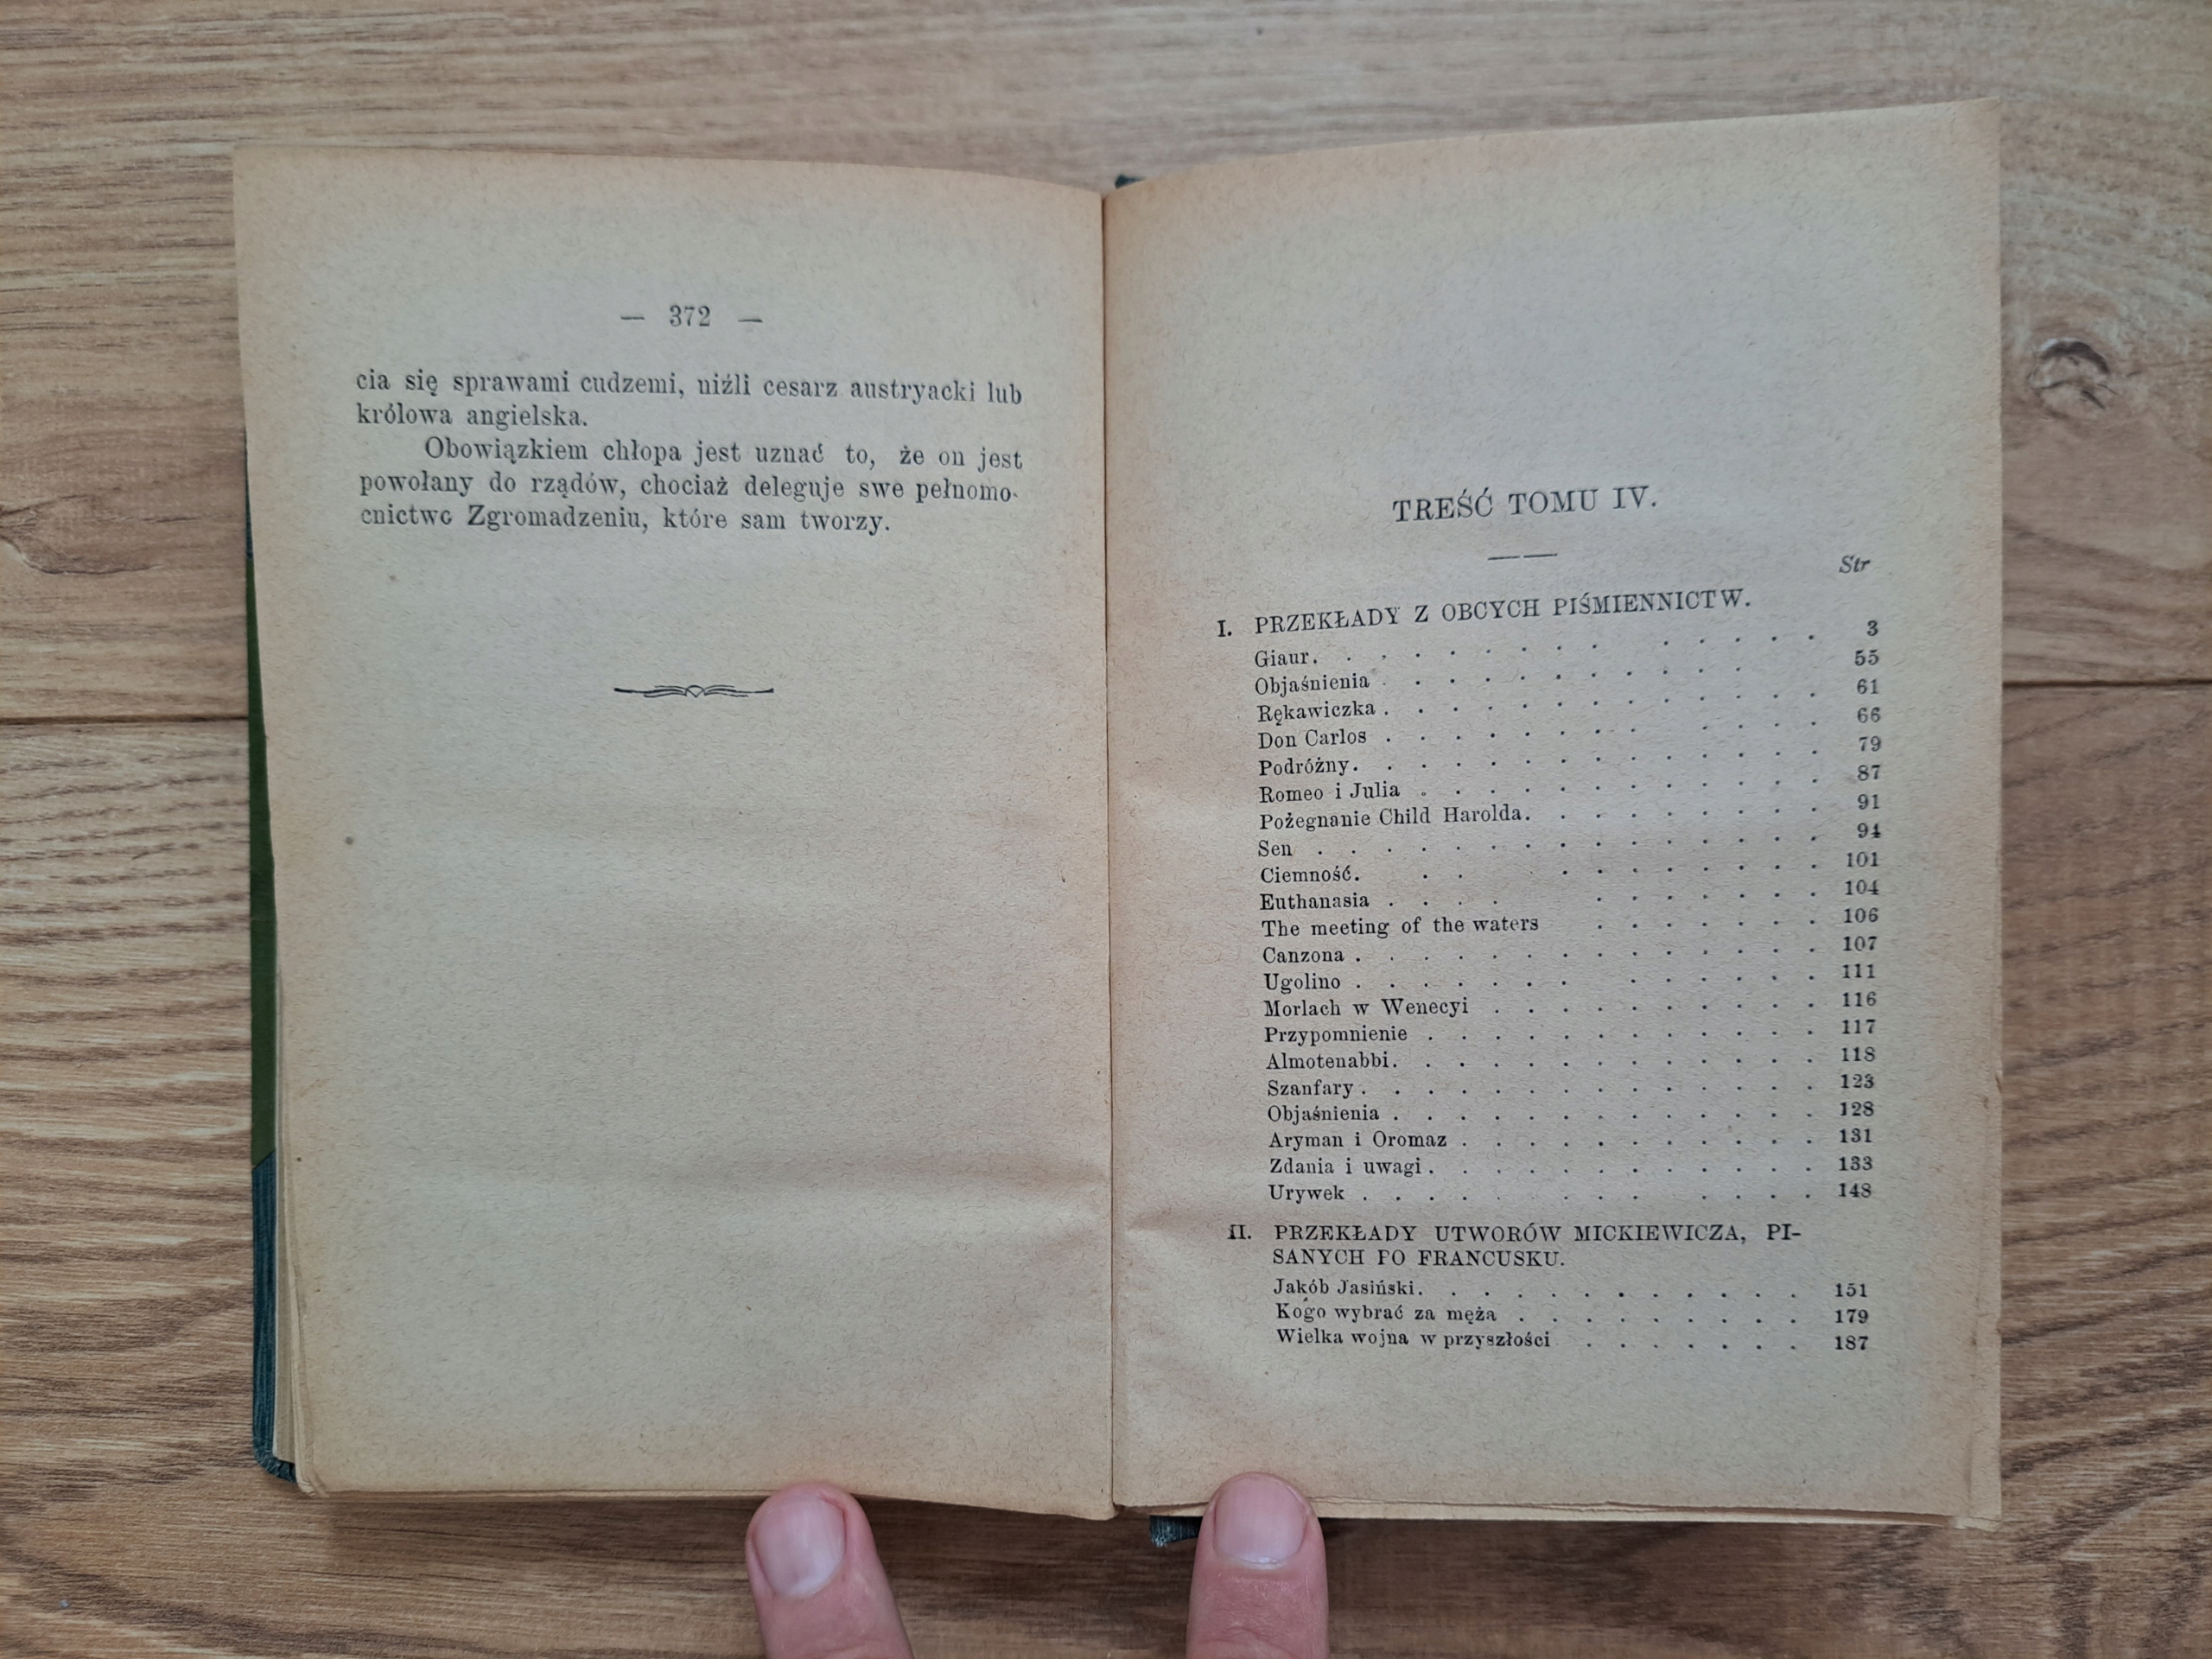 — 372 —
cia się sprawami cudzemi, niźli cesarz austryacki lub
królowa angielska.
Obowiązkiem chłopa jest uznać to, że on jest
powołany do rządów, chociaż deleguje swe pełnomo-
cnictwo Zgromadzeniu, które sam tworzy.
TREŚĆ TOMU IV.
Str
I. PRZEKŁADY Z OBCYCH PIŚMIENNICTW.
Giaur. . . . . . . . . . . . . . 3
Objaśnienia . . . . . . . . . . . 55
Rękawiczka . . . . . . . . . . . . 61
Don Carlos . . . . . . . . . . . . 66
Podróżny. . . . . . . . . . . . . 79
Romeo i Julia . . . . . . . . . . . 87
Pożegnanie Child Harolda. . . . . . . . . 91
Sen . . . . . . . . . . . . . . 94
Ciemność. . . . . . . . . . . 101
Euthanasia . . . . . . . . . . . 104
The meeting of the waters . . . . . . . 106
Canzona . . . . . . . . . . . . . 107
Ugolino . . . . . . . . . . . . . 111
Morlach w Wenecyi . . . . . . . . . . 116
Przypomnienie . . . . . . . . . . . . 117
Almotenabbi. . . . . . . . . . . . . 118
Szanfary . . . . . . . . . . . . . . 123
Objaśnienia . . . . . . . . . . . . . 128
Aryman i Oromaz . . . . . . . . . . . 131
Zdania i uwagi . . . . . . . . . . . . 133
Urywek . . . . . . . . . . . . . 148
II. PRZEKŁADY UTWORÓW MICKIEWICZA, PI-
SANYCH PO FRANCUSKU.
Jakób Jasiński. . . . . . . . . . . . 151
Kogo wybrać za męża . . . . . . . . . 179
Wielka wojna w przyszłości . . . . . . . 187